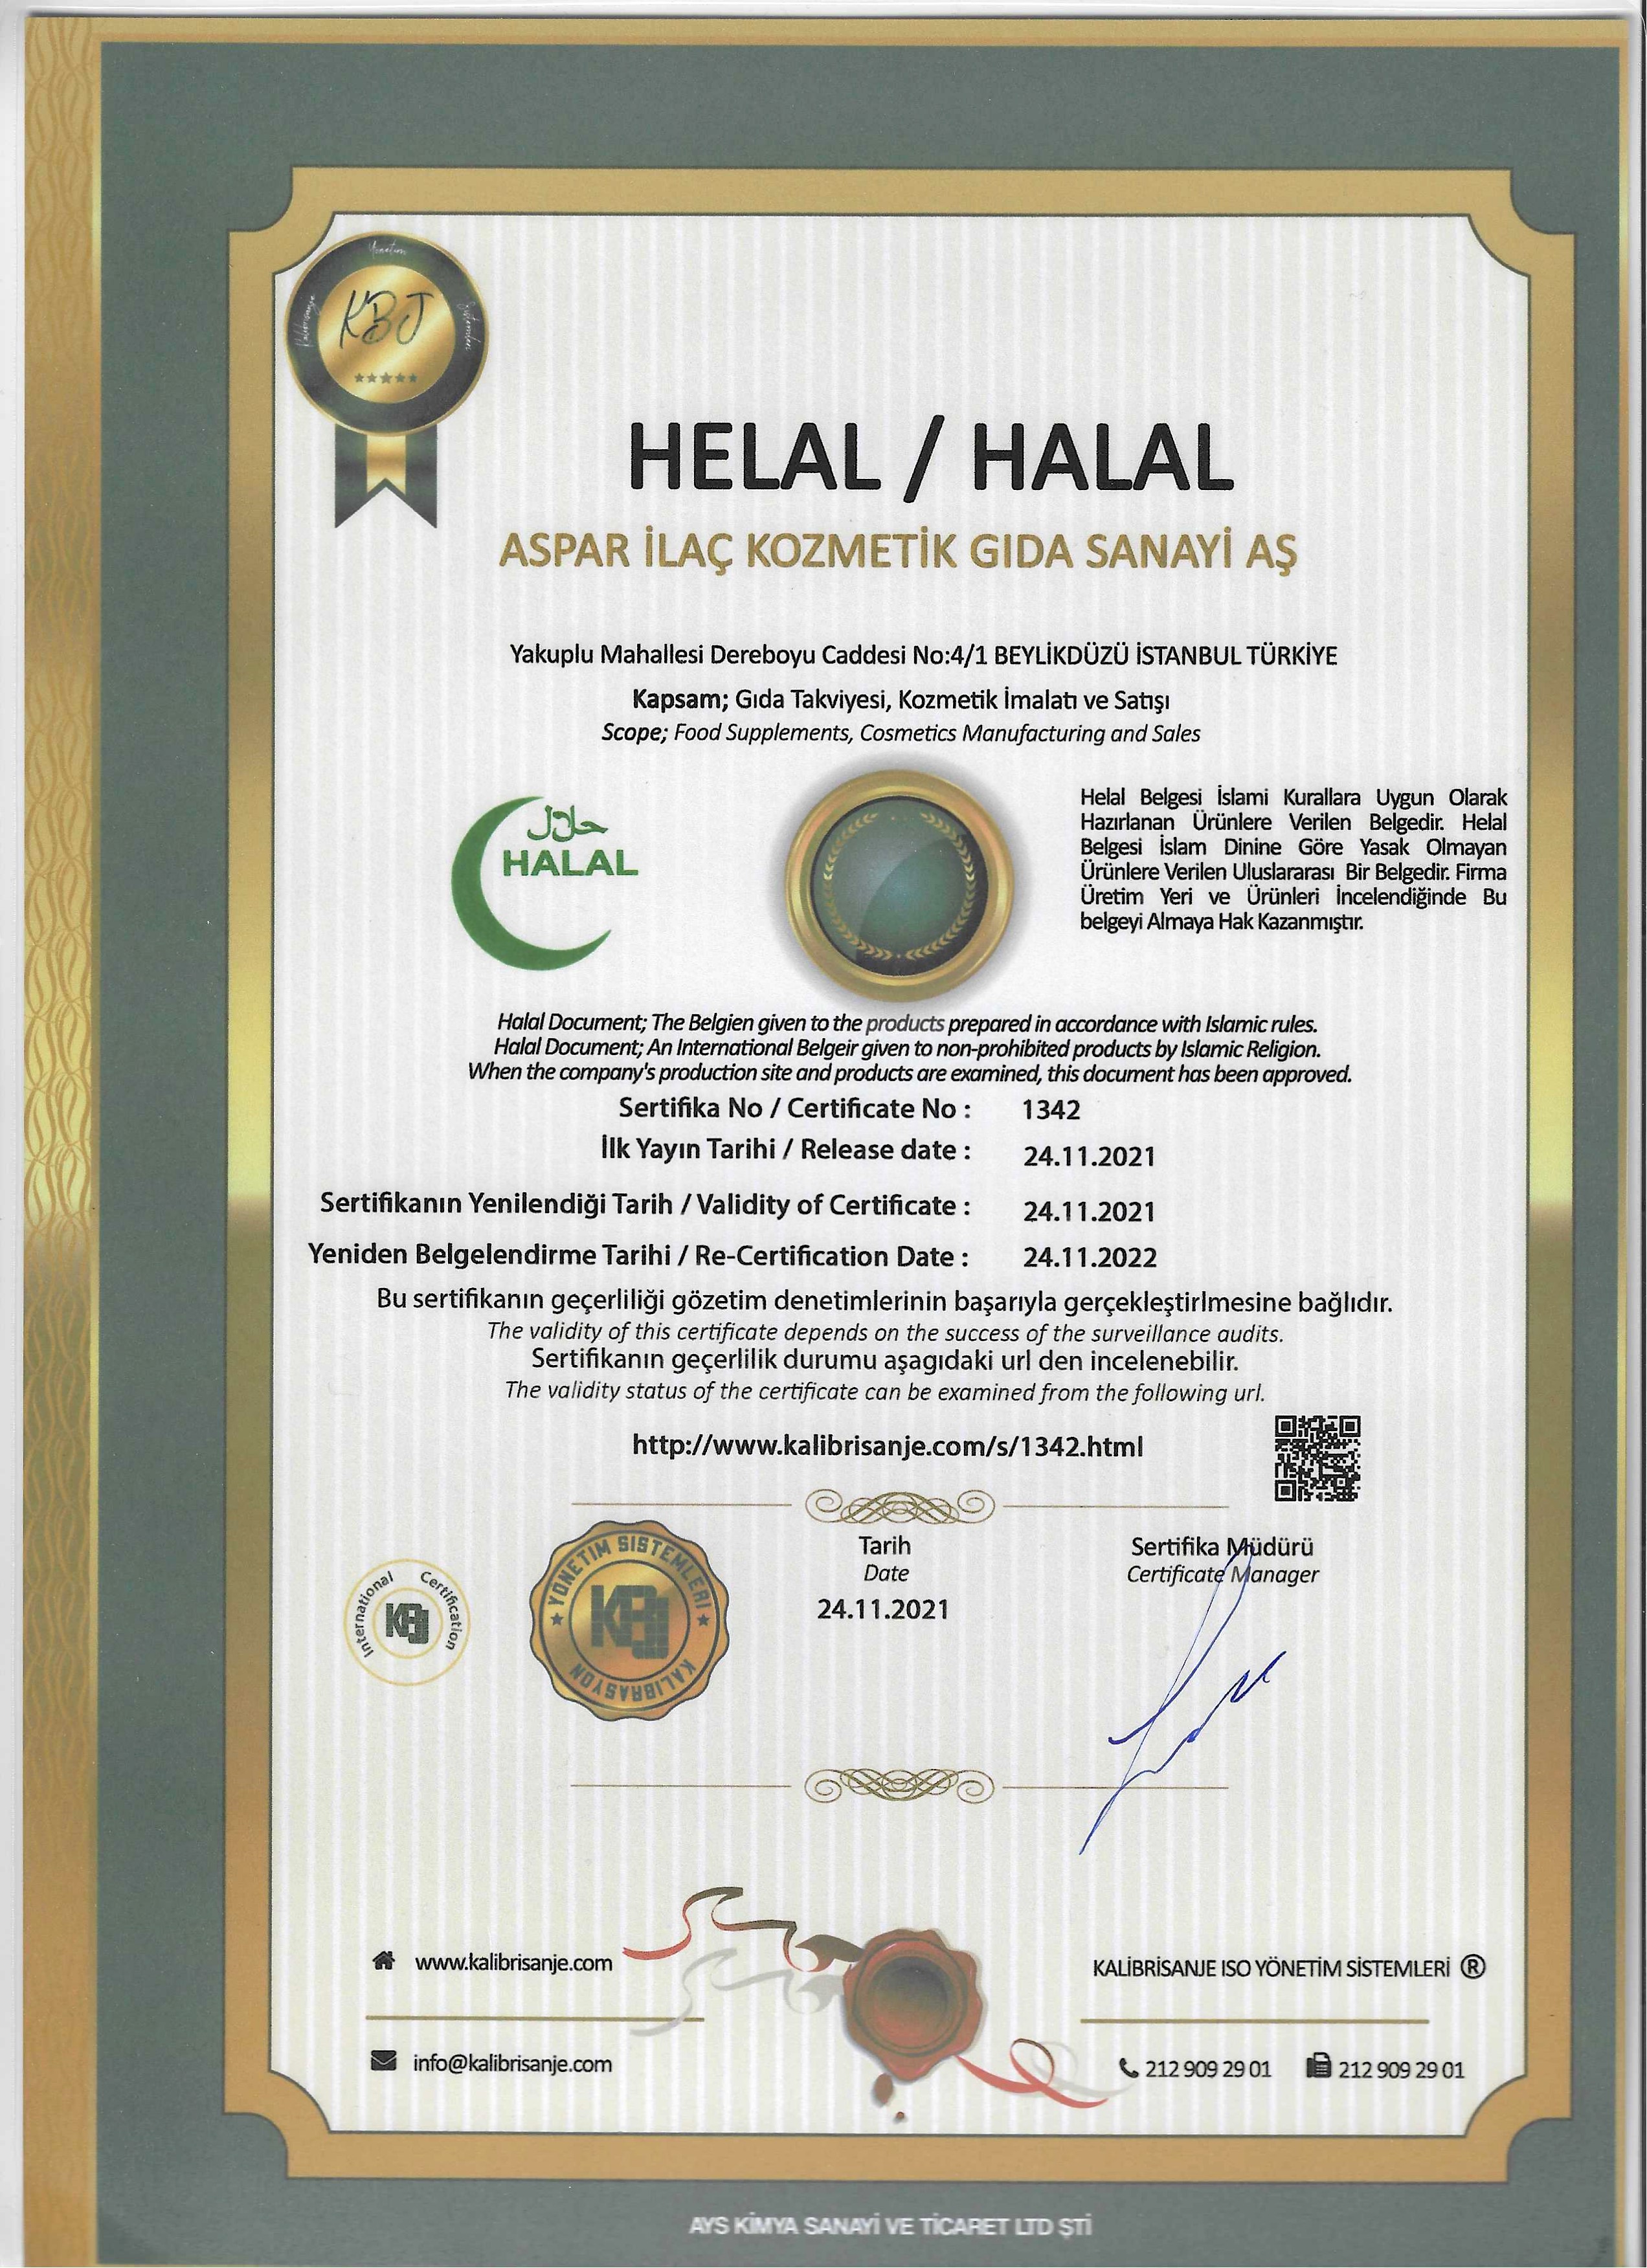 Yönetim
Kalibrisanje
Sistemleri
KBJ
HELAL / HALAL
ASPAR İLAÇ KOZMETİK GIDA SANAYİ AŞ
Yakuplu Mahallesi Dereboyu Caddesi No:4/1 BEYLİKDÜZÜ İSTANBUL TÜRKİYE
Kapsam; Gıda Takviyesi, Kozmetik İmalatı ve Satışı
Scope; Food Supplements, Cosmetics Manufacturing and Sales
حلال
HALAL
Helal Belgesi İslami Kurallara Uygun Olarak
Hazırlanan Ürünlere Verilen Belgedir. Helal
Belgesi İslam Dinine Göre Yasak Olmayan
Ürünlere Verilen Uluslararası Bir Belgedir. Firma
Üretim Yeri ve Ürünleri İncelendiğinde Bu
belgeyi Almaya Hak Kazanmıştır.
Halal Document; The Belgien given to the products prepared in accordance with Islamic rules.
Halal Document; An International Belgeir given to non-prohibited products by Islamic Religion.
When the company's production site and products are examined, this document has been approved.
Sertifika No / Certificate No : 1342
İlk Yayın Tarihi / Release date : 24.11.2021
Sertifikanın Yenilendiği Tarih / Validity of Certificate : 24.11.2021
Yeniden Belgelendirme Tarihi / Re-Certification Date : 24.11.2022
Bu sertifikanın geçerliliği gözetim denetimlerinin başarıyla gerçekleştirlmesine bağlıdır.
The validity of this certificate depends on the success of the surveillance audits.
Sertifikanın geçerlilik durumu aşagıdaki url den incelenebilir.
The validity status of the certificate can be examined from the following url.
http://www.kalibrisanje.com/s/1342.html
International Certification
KBJ
YÖNETİM SİSTEMLERİ
KBJ
KALİBRASYON
Tarih
Date
24.11.2021
Sertifika Müdürü
Certificate Manager
www.kalibrisanje.com
KALİBRİSANJE ISO YÖNETİM SİSTEMLERİ ®
info@kalibrisanje.com
212 909 29 01 212 909 29 01
AYS KİMYA SANAYİ VE TİCARET LTD ŞTİ